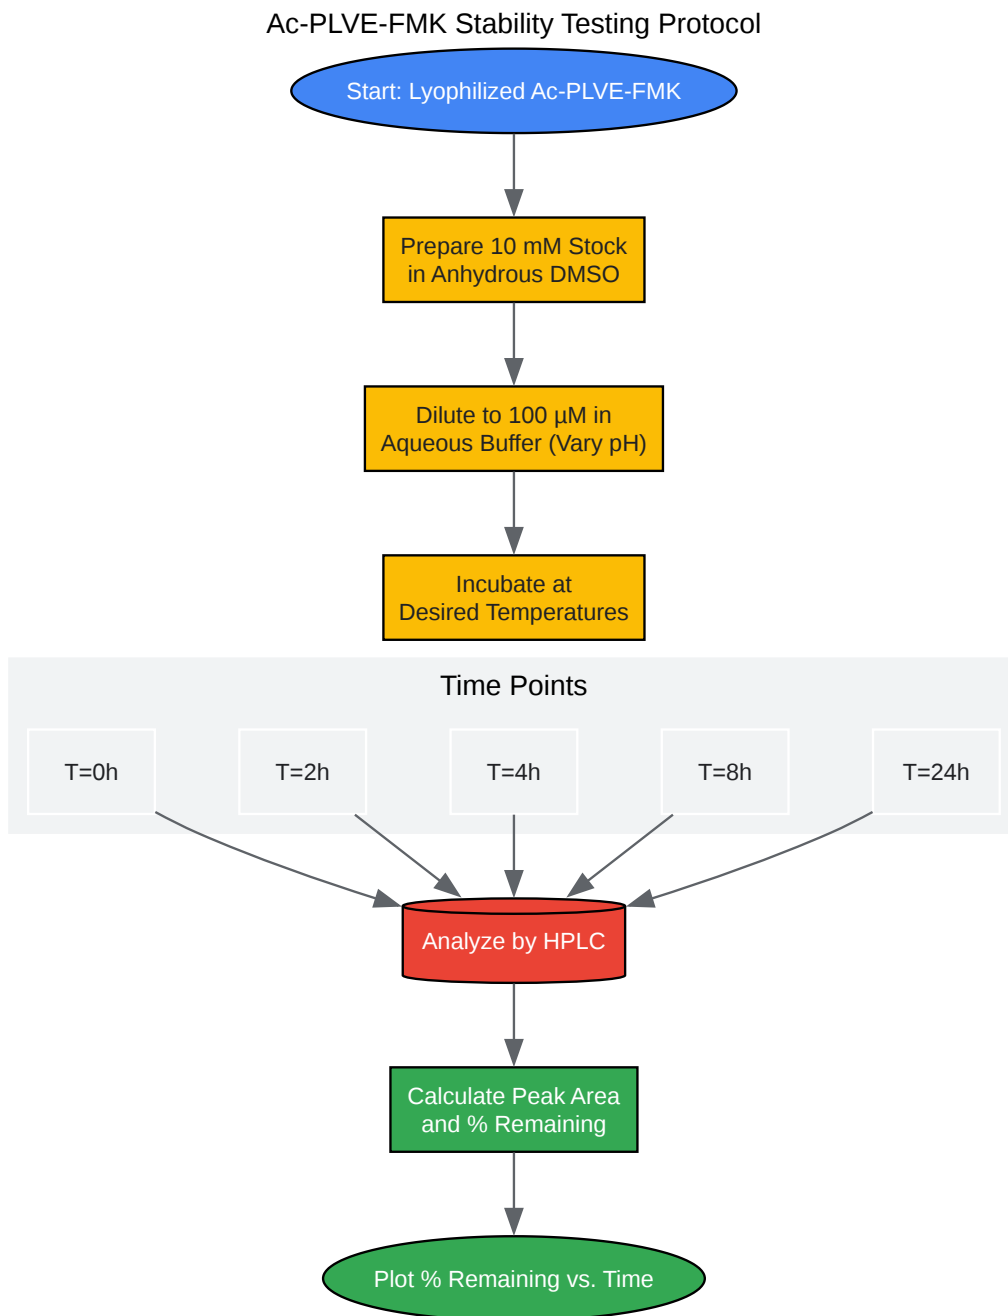 Ac-PLVE-FMK Stability Testing Protocol
Start: Lyophilized Ac-PLVE-FMK
Prepare 10 mM Stock
in Anhydrous DMSO
Dilute to 100 µM in
Aqueous Buffer (Vary pH)
Incubate at
Desired Temperatures
Time Points
T=0h
T=2h
T=4h
T=8h
T=24h
Analyze by HPLC
Calculate Peak Area
and % Remaining
Plot % Remaining vs. Time